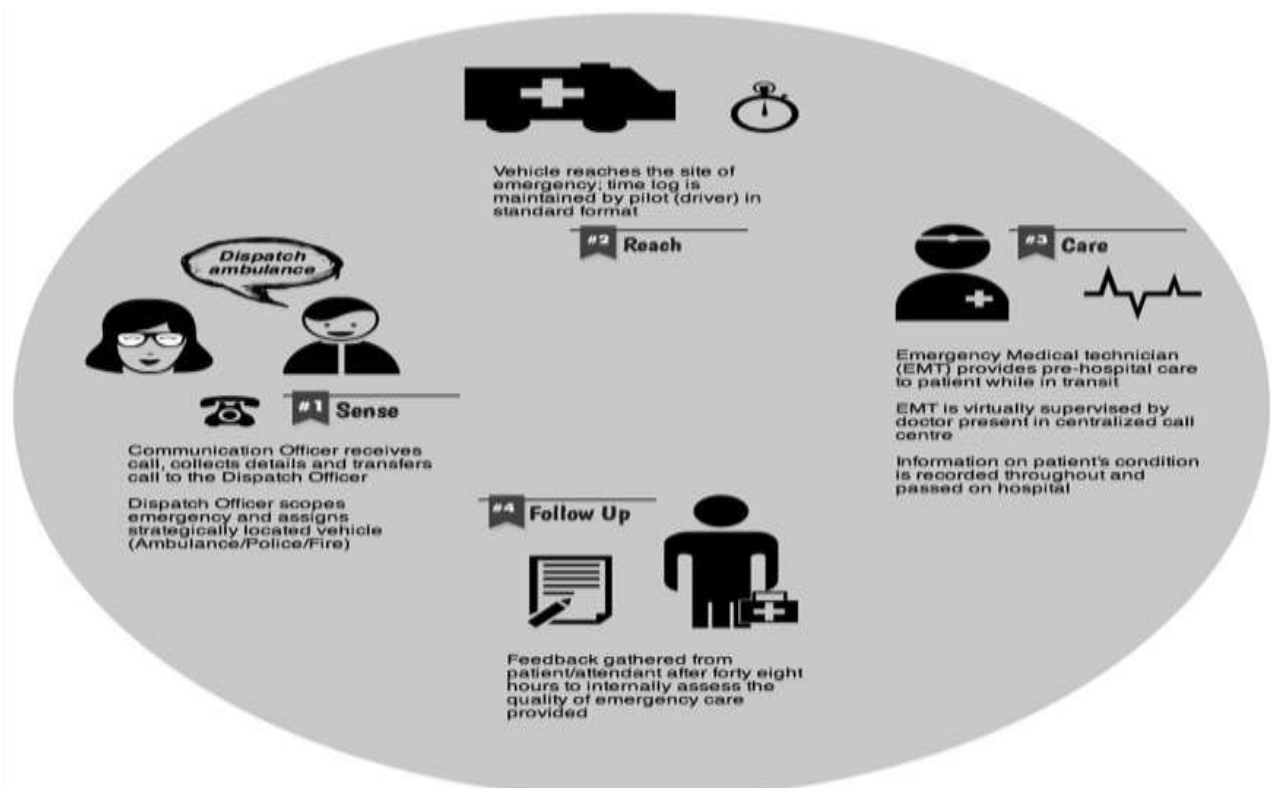 Vehicle reaches the site of
emergency; time log is
maintained by pilot (driver) in
standard format
#2 Reach
Dispatch
ambulance
#1 Sense
Communication Officer receives
call, collects details and transfers
call to the Dispatch Officer
Dispatch Officer scopes
emergency and assigns
strategically located vehicle
(Ambulance/Police/Fire)
#3 Care
Emergency Medical technician
(EMT) provides pre-hospital care
to patient while in transit
EMT is virtually supervised by
doctor present in centralized call
centre
Information on patient's condition
is recorded throughout and
passed on hospital
#4 Follow Up
Feedback gathered from
patient/attendant after forty eight
hours to internally assess the
quality of emergency care
provided